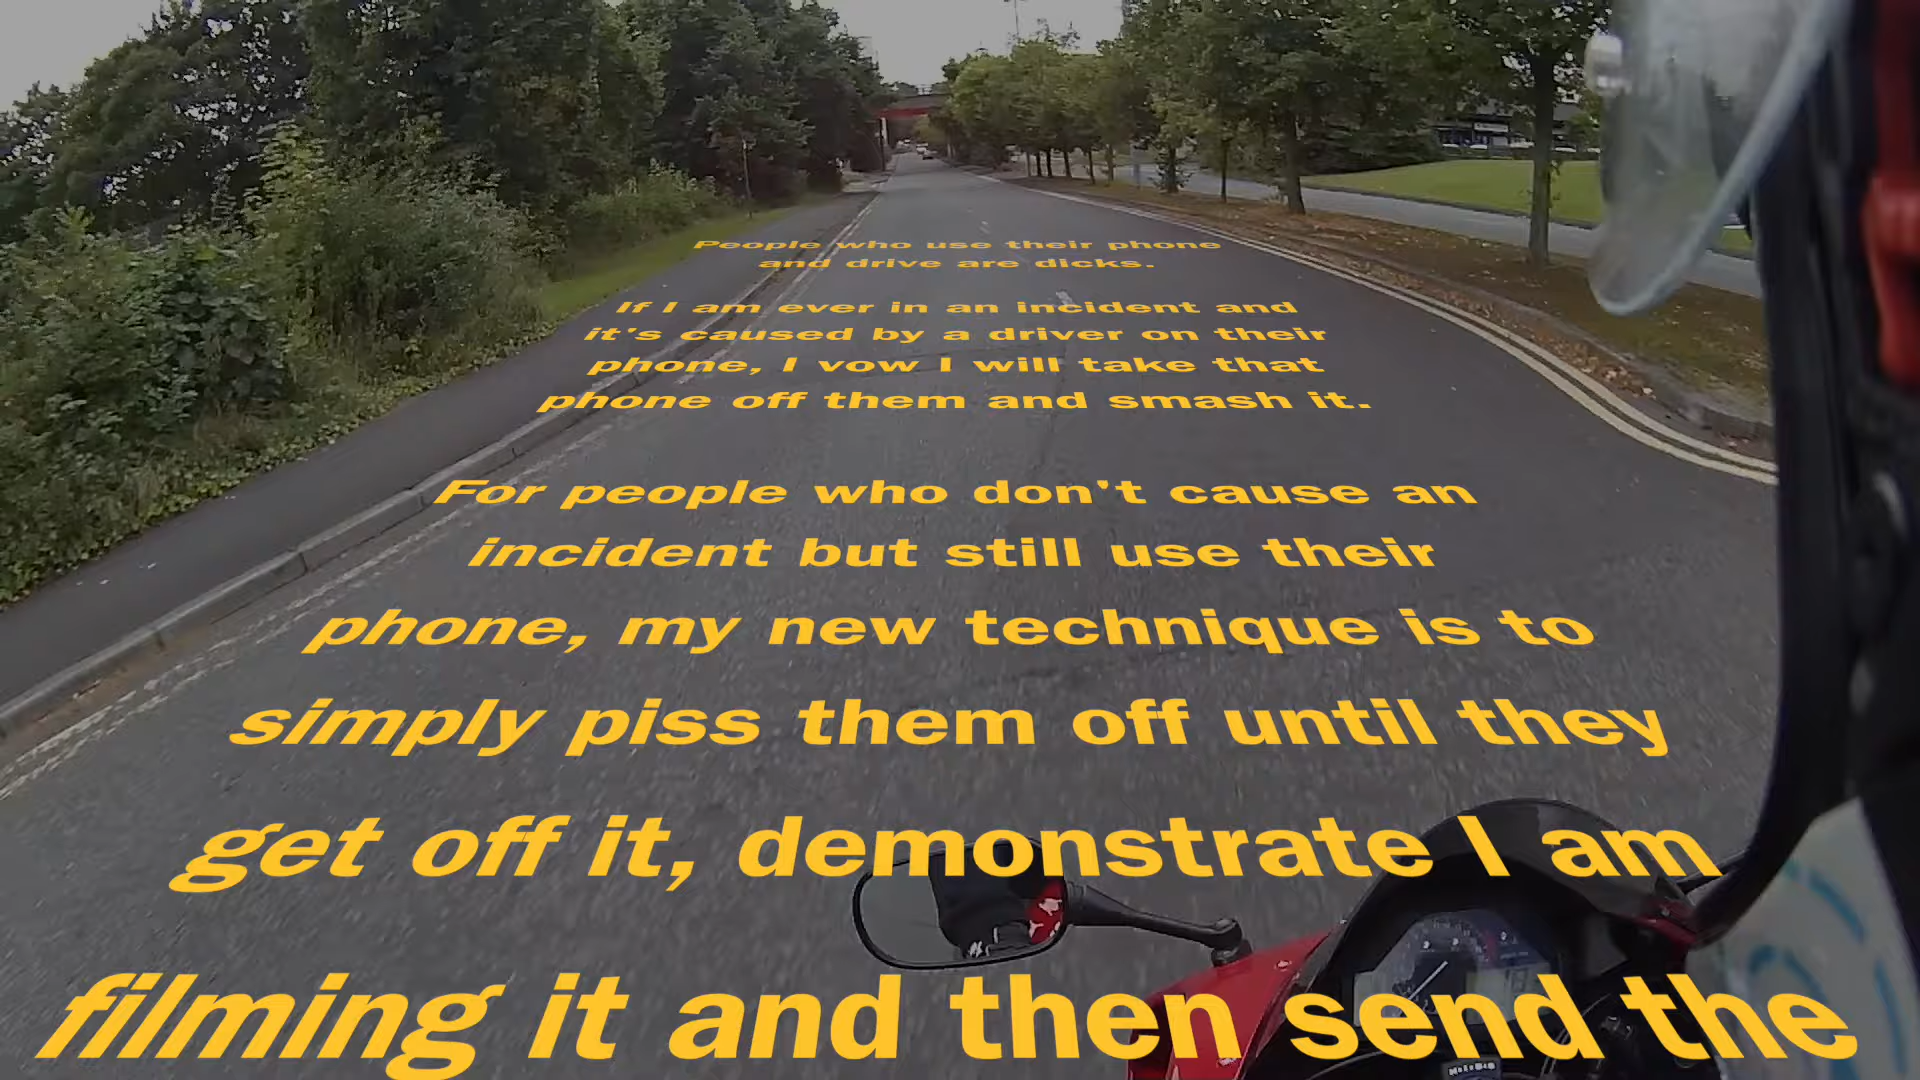 People who use their phone
and drive are dicks.
If I am ever in an incident and
it's caused by a driver on their
phone, I vow I will take that
phone off them and smash it.
For people who don't cause an
incident but still use their
phone, my new technique is to
simply piss them off until they
get off it, demonstrate I am
filming it and then send the